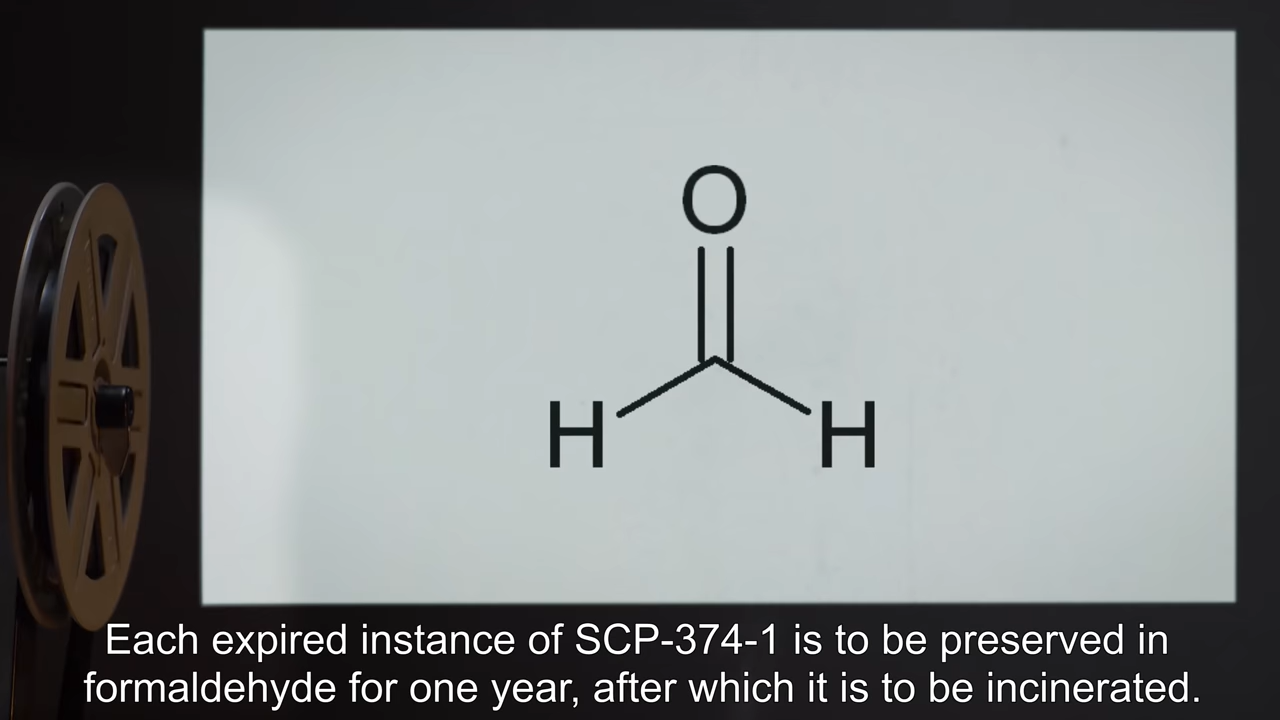 O
H H
Each expired instance of SCP-374-1 is to be preserved in
formaldehyde for one year, after which it is to be incinerated.